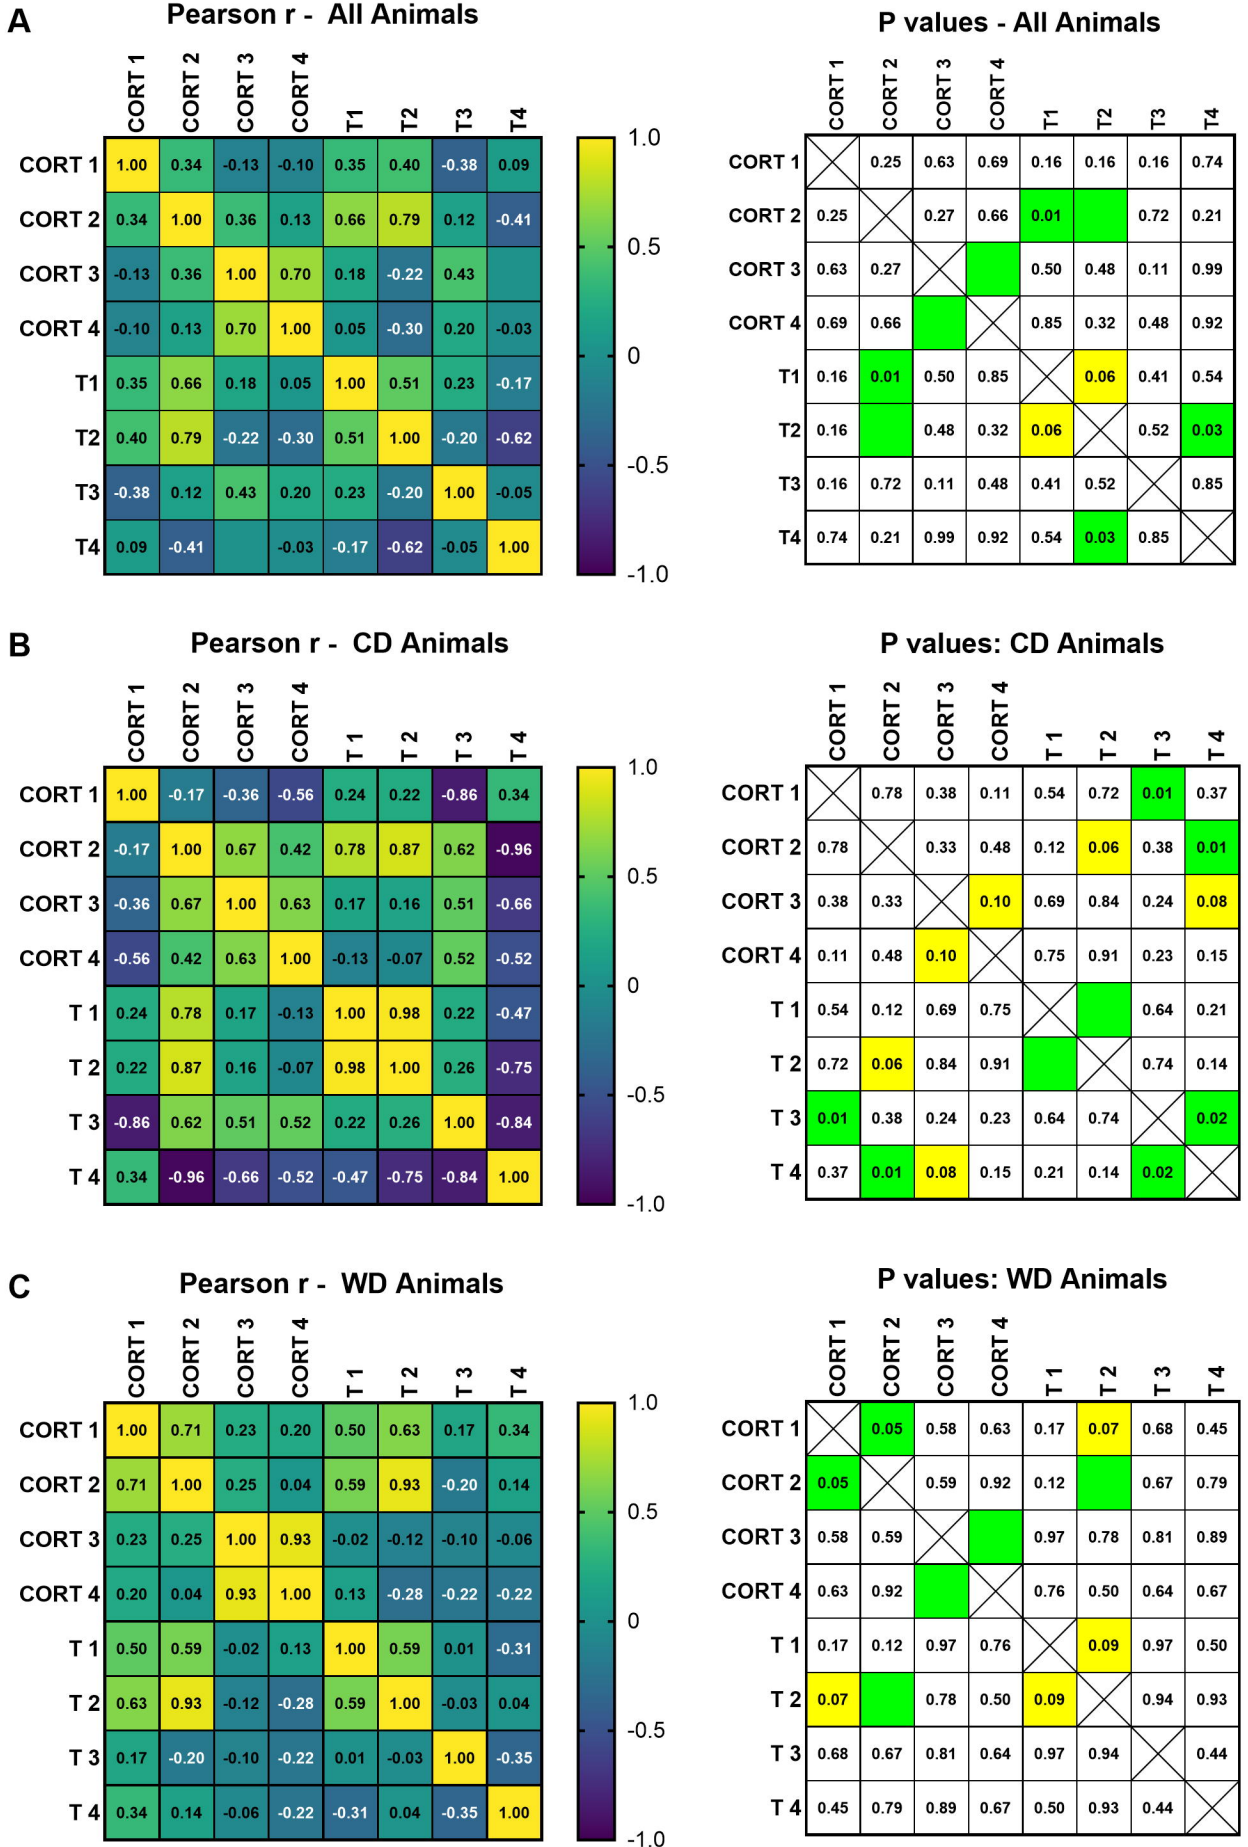 A
Pearson r - All Animals
CORT 1 CORT 2 CORT 3 CORT 4 T1 T2 T3 T4
CORT 1 1.00 0.34 -0.13 -0.10 0.35 0.40 -0.38 0.09
CORT 2 0.34 1.00 0.36 0.13 0.66 0.79 0.12 -0.41
CORT 3 -0.13 0.36 1.00 0.70 0.18 -0.22 0.43
CORT 4 -0.10 0.13 0.70 1.00 0.05 -0.30 0.20 -0.03
T1 0.35 0.66 0.18 0.05 1.00 0.51 0.23 -0.17
T2 0.40 0.79 -0.22 -0.30 0.51 1.00 -0.20 -0.62
T3 -0.38 0.12 0.43 0.20 0.23 -0.20 1.00 -0.05
T4 0.09 -0.41 -0.03 -0.17 -0.62 -0.05 1.00
1.0
0.5
0
-0.5
-1.0
P values - All Animals
CORT 1 CORT 2 CORT 3 CORT 4 T1 T2 T3 T4
CORT 1 0.25 0.63 0.69 0.16 0.16 0.16 0.74
CORT 2 0.25 0.27 0.66 0.01 0.72 0.21
CORT 3 0.63 0.27 0.50 0.48 0.11 0.99
CORT 4 0.69 0.66 0.85 0.32 0.48 0.92
T1 0.16 0.01 0.50 0.85 0.06 0.41 0.54
T2 0.16 0.48 0.32 0.06 0.52 0.03
T3 0.16 0.72 0.11 0.48 0.41 0.52 0.85
T4 0.74 0.21 0.99 0.92 0.54 0.03 0.85
B
Pearson r - CD Animals
CORT 1 CORT 2 CORT 3 CORT 4 T 1 T 2 T 3 T 4
CORT 1 1.00 -0.17 -0.36 -0.56 0.24 0.22 -0.86 0.34
CORT 2 -0.17 1.00 0.67 0.42 0.78 0.87 0.62 -0.96
CORT 3 -0.36 0.67 1.00 0.63 0.17 0.16 0.51 -0.66
CORT 4 -0.56 0.42 0.63 1.00 -0.13 -0.07 0.52 -0.52
T 1 0.24 0.78 0.17 -0.13 1.00 0.98 0.22 -0.47
T 2 0.22 0.87 0.16 -0.07 0.98 1.00 0.26 -0.75
T 3 -0.86 0.62 0.51 0.52 0.22 0.26 1.00 -0.84
T 4 0.34 -0.96 -0.66 -0.52 -0.47 -0.75 -0.84 1.00
1.0
0.5
0
-0.5
-1.0
P values: CD Animals
CORT 1 CORT 2 CORT 3 CORT 4 T 1 T 2 T 3 T 4
CORT 1 0.78 0.38 0.11 0.54 0.72 0.01 0.37
CORT 2 0.78 0.33 0.48 0.12 0.06 0.38 0.01
CORT 3 0.38 0.33 0.10 0.69 0.84 0.24 0.08
CORT 4 0.11 0.48 0.10 0.75 0.91 0.23 0.15
T 1 0.54 0.12 0.69 0.75 0.64 0.21
T 2 0.72 0.06 0.84 0.91 0.74 0.14
T 3 0.01 0.38 0.24 0.23 0.64 0.74 0.02
T 4 0.37 0.01 0.08 0.15 0.21 0.14 0.02
C
Pearson r - WD Animals
CORT 1 CORT 2 CORT 3 CORT 4 T 1 T 2 T 3 T 4
CORT 1 1.00 0.71 0.23 0.20 0.50 0.63 0.17 0.34
CORT 2 0.71 1.00 0.25 0.04 0.59 0.93 -0.20 0.14
CORT 3 0.23 0.25 1.00 0.93 -0.02 -0.12 -0.10 -0.06
CORT 4 0.20 0.04 0.93 1.00 0.13 -0.28 -0.22 -0.22
T 1 0.50 0.59 -0.02 0.13 1.00 0.59 0.01 -0.31
T 2 0.63 0.93 -0.12 -0.28 0.59 1.00 -0.03 0.04
T 3 0.17 -0.20 -0.10 -0.22 0.01 -0.03 1.00 -0.35
T 4 0.34 0.14 -0.06 -0.22 -0.31 0.04 -0.35 1.00
1.0
0.5
0
-0.5
-1.0
P values: WD Animals
CORT 1 CORT 2 CORT 3 CORT 4 T 1 T 2 T 3 T 4
CORT 1 0.05 0.58 0.63 0.17 0.07 0.68 0.45
CORT 2 0.05 0.59 0.92 0.12 0.67 0.79
CORT 3 0.58 0.59 0.97 0.78 0.81 0.89
CORT 4 0.63 0.92 0.76 0.50 0.64 0.67
T 1 0.17 0.12 0.97 0.76 0.09 0.97 0.50
T 2 0.07 0.78 0.50 0.09 0.94 0.93
T 3 0.68 0.67 0.81 0.64 0.97 0.94 0.44
T 4 0.45 0.79 0.89 0.67 0.50 0.93 0.44